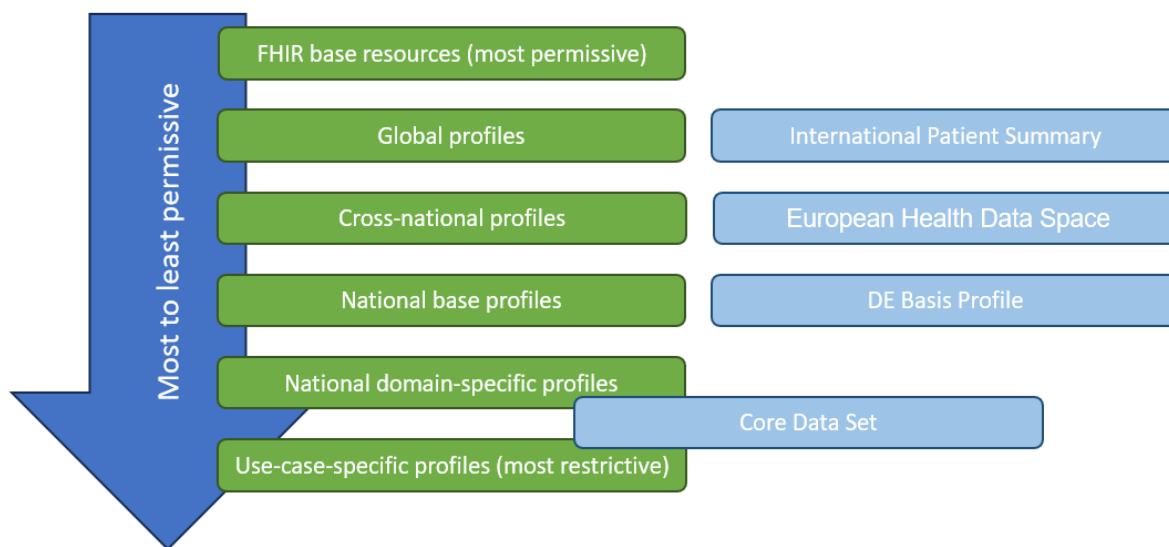 Most to least permissive
FHIR base resources (most permissive)
Global profiles
International Patient Summary
Cross-national profiles
European Health Data Space
National base profiles
DE Basis Profile
National domain-specific profiles
Core Data Set
Use-case-specific profiles (most restrictive)